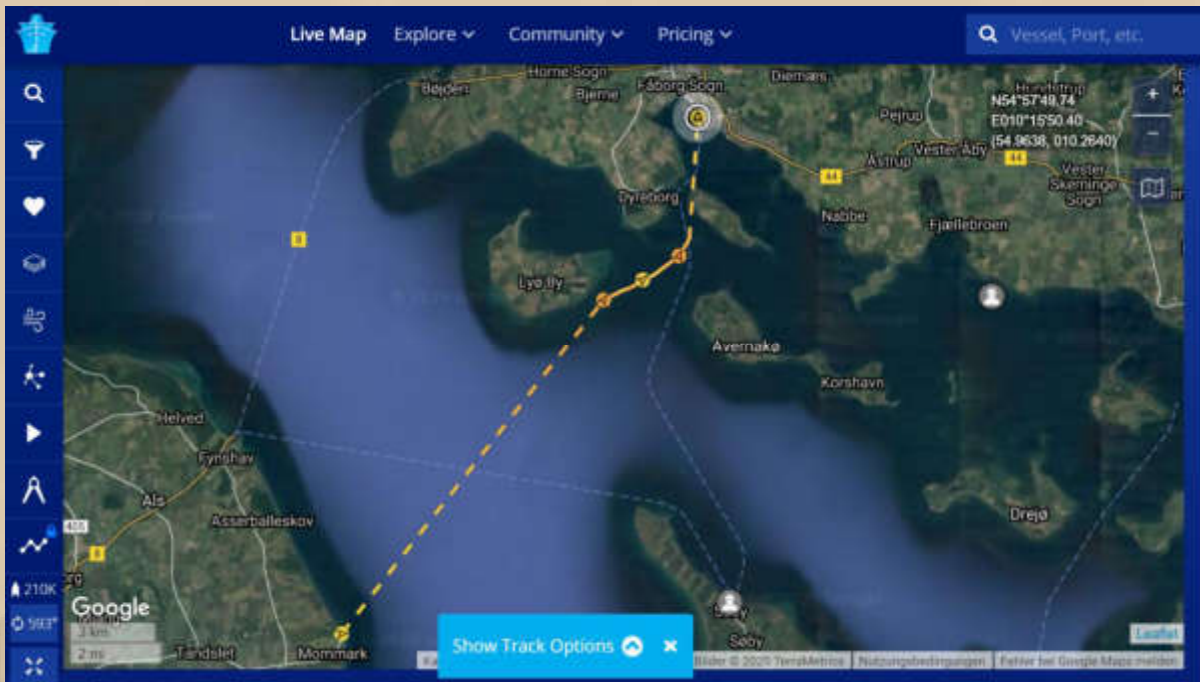 Live Map Explore Community Pricing
Vessel, Port, etc.
Horne Sogn
Fåborg Sogn
Diernæs
Bøjden
Bjerne
N54°57'49.74
E010°15'50.40
(54.9638, 010.2640)
Pejrup
Vester Åby
Åstrup
44
44
Vester
Skerninge
Sogn
Dyreborg
Nabbe
Fjællebroen
8
Lyø By
Avernakø
Korshavn
Helved
Fynshav
Als
Asserballeskov
Drejø
405
8
210K
Google
3 km
2 mi
Tandslet
Mommark
Show Track Options
Søby
Leaflet
Bilder © 2020 TerraMetrics
Nutzungsbedingungen
Fehler bei Google Maps melden